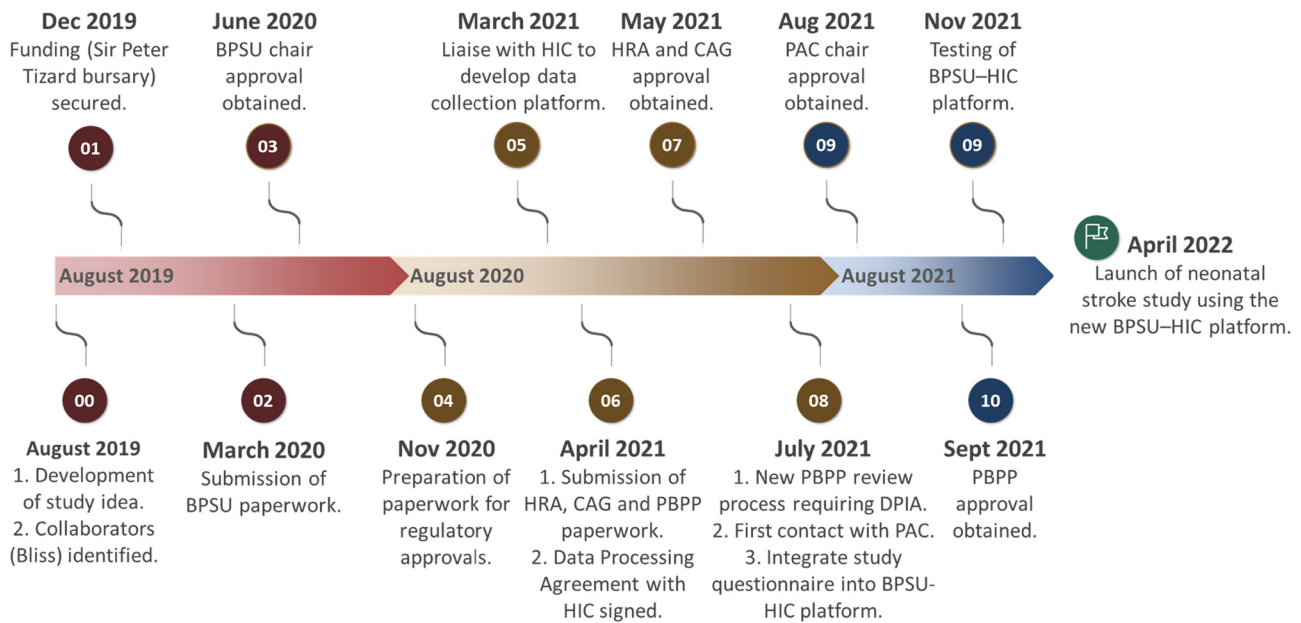 Dec 2019
Funding (Sir Peter
Tizard bursary)
secured.
01
June 2020
BPSU chair
approval
obtained.
03
March 2021
Liaise with HIC to
develop data
collection platform.
05
May 2021
HRA and CAG
approval
obtained.
07
Aug 2021
PAC chair
approval
obtained.
09
Nov 2021
Testing of
BPSU–HIC
platform.
09
August 2019
August 2020
August 2021
April 2022
Launch of neonatal
stroke study using the
new BPSU–HIC platform.
00
August 2019
1. Development
of study idea.
2. Collaborators
(Bliss) identified.
02
March 2020
Submission of
BPSU paperwork.
04
Nov 2020
Preparation of
paperwork for
regulatory
approvals.
06
April 2021
1. Submission of
HRA, CAG and PBPP
paperwork.
2. Data Processing
Agreement with
HIC signed.
08
July 2021
1. New PBPP review
process requiring DPIA.
2. First contact with PAC.
3. Integrate study
questionnaire into BPSU-
HIC platform.
10
Sept 2021
PBPP
approval
obtained.